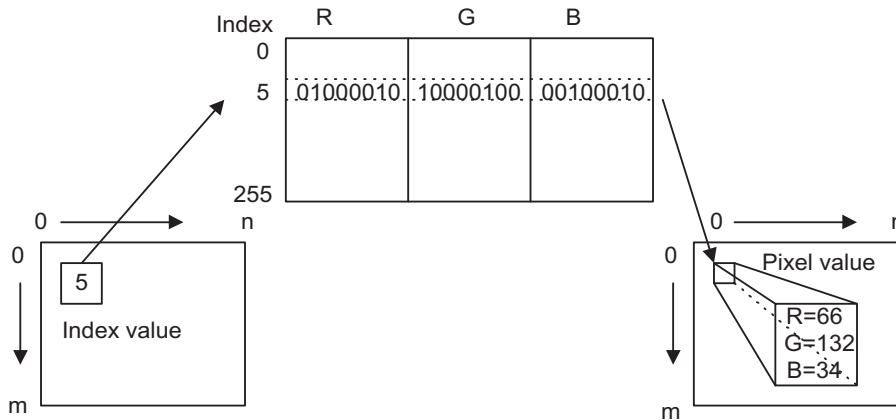 Index R G B
0
5 01000010 10000100 00100010
255
0 n
0
5
Index value
m
0 n
0
Pixel value
R=66
G=132
B=34
m